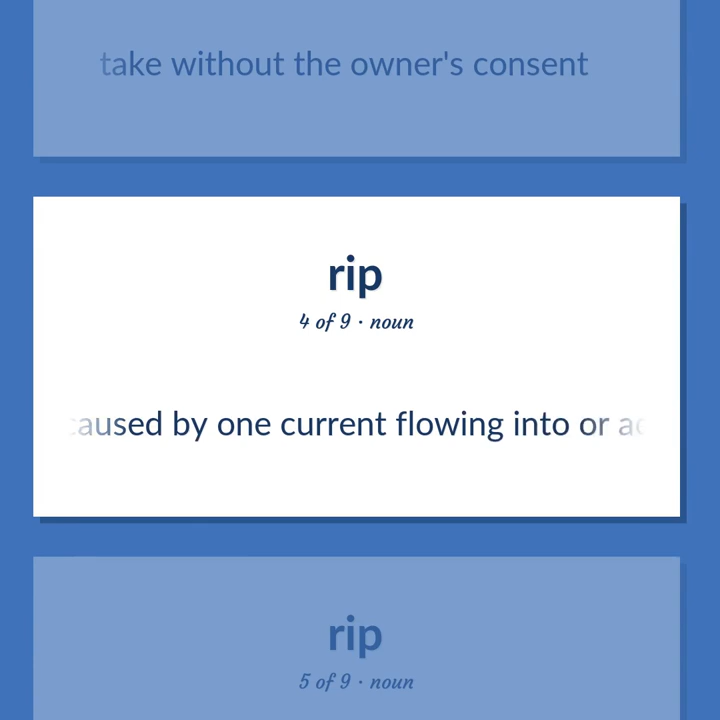 take without the owner's consent
rip
4 of 9 · noun
caused by one current flowing into or
rip
5 of 9 · noun